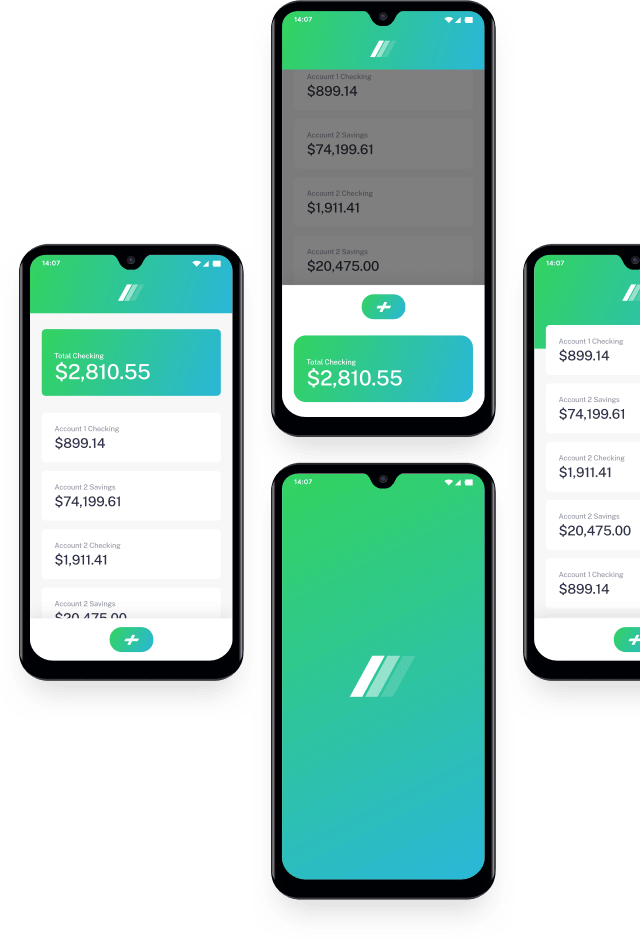 14:07
Total Checking
$2,810.55
Account 1 Checking
$899.14
Account 2 Savings
$74,199.61
Account 2 Checking
$1,911.41
Account 2 Savings
$20,475.00
14:07
Account 1 Checking
$899.14
Account 2 Savings
$74,199.61
Account 2 Checking
$1,911.41
Account 2 Savings
$20,475.00
Total Checking
$2,810.55
14:07
14:07
Account 1 Checking
$899.14
Account 2 Savings
$74,199.61
Account 2 Checking
$1,911.41
Account 2 Savings
$20,475.00
Account 1 Checking
$899.14